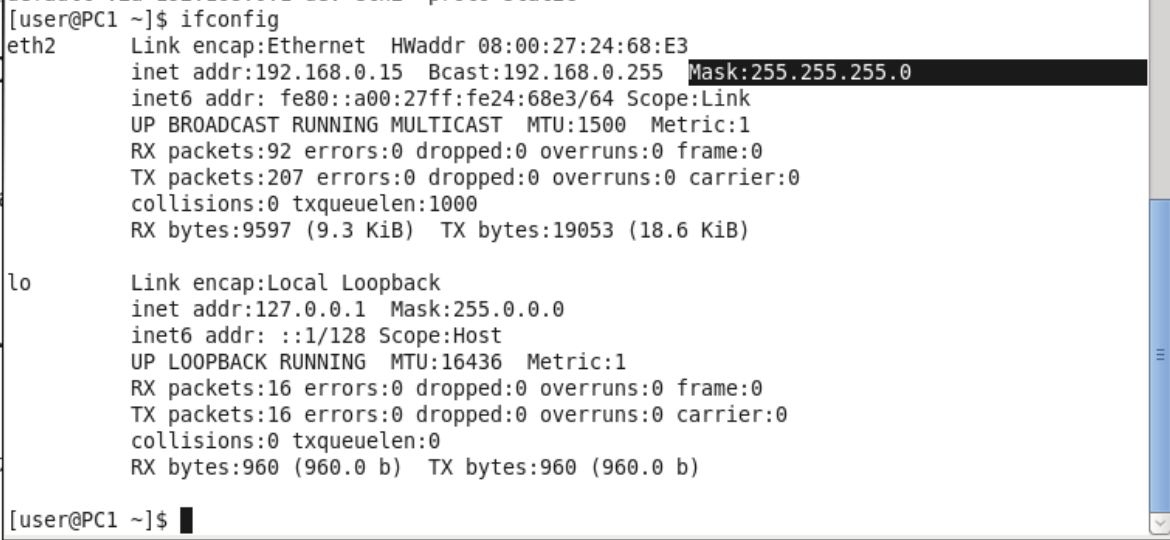 [user@PC1 ~]$ ifconfig
eth2      Link encap:Ethernet  HWaddr 08:00:27:24:68:E3
          inet addr:192.168.0.15  Bcast:192.168.0.255  Mask:255.255.255.0
          inet6 addr: fe80::a00:27ff:fe24:68e3/64 Scope:Link
          UP BROADCAST RUNNING MULTICAST  MTU:1500  Metric:1
          RX packets:92 errors:0 dropped:0 overruns:0 frame:0
          TX packets:207 errors:0 dropped:0 overruns:0 carrier:0
          collisions:0 txqueuelen:1000
          RX bytes:9597 (9.3 KiB)  TX bytes:19053 (18.6 KiB)

lo        Link encap:Local Loopback
          inet addr:127.0.0.1  Mask:255.0.0.0
          inet6 addr: ::1/128 Scope:Host
          UP LOOPBACK RUNNING  MTU:16436  Metric:1
          RX packets:16 errors:0 dropped:0 overruns:0 frame:0
          TX packets:16 errors:0 dropped:0 overruns:0 carrier:0
          collisions:0 txqueuelen:0
          RX bytes:960 (960.0 b)  TX bytes:960 (960.0 b)

[user@PC1 ~]$